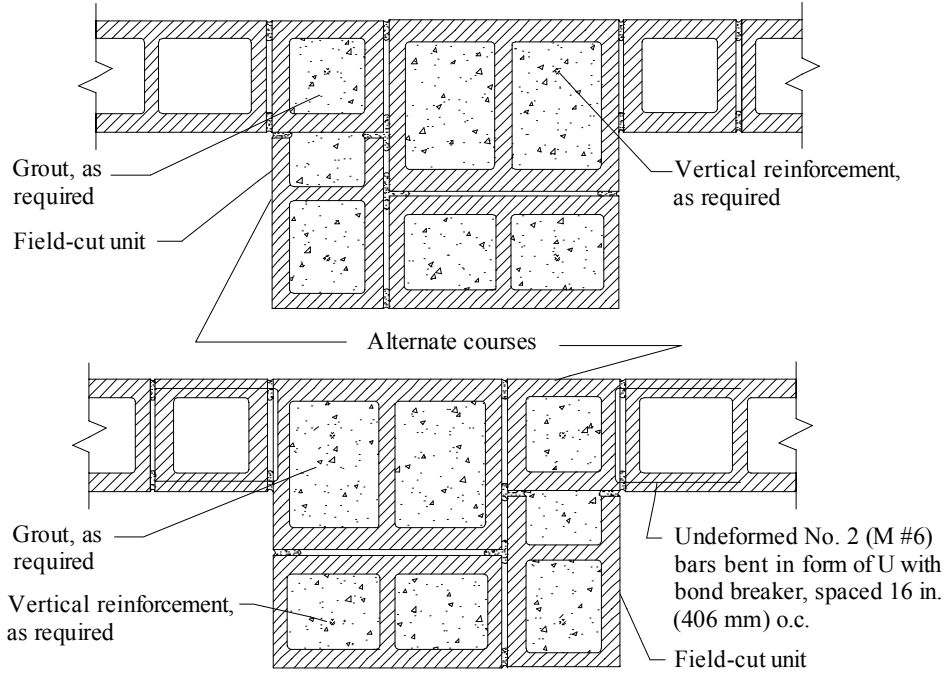 Grout, as
required
Field-cut unit
Vertical reinforcement,
as required
Alternate courses
Grout, as
required
Vertical reinforcement,
as required
Undeformed No. 2 (M #6)
bars bent in form of U with
bond breaker, spaced 16 in.
(406 mm) o.c.
Field-cut unit